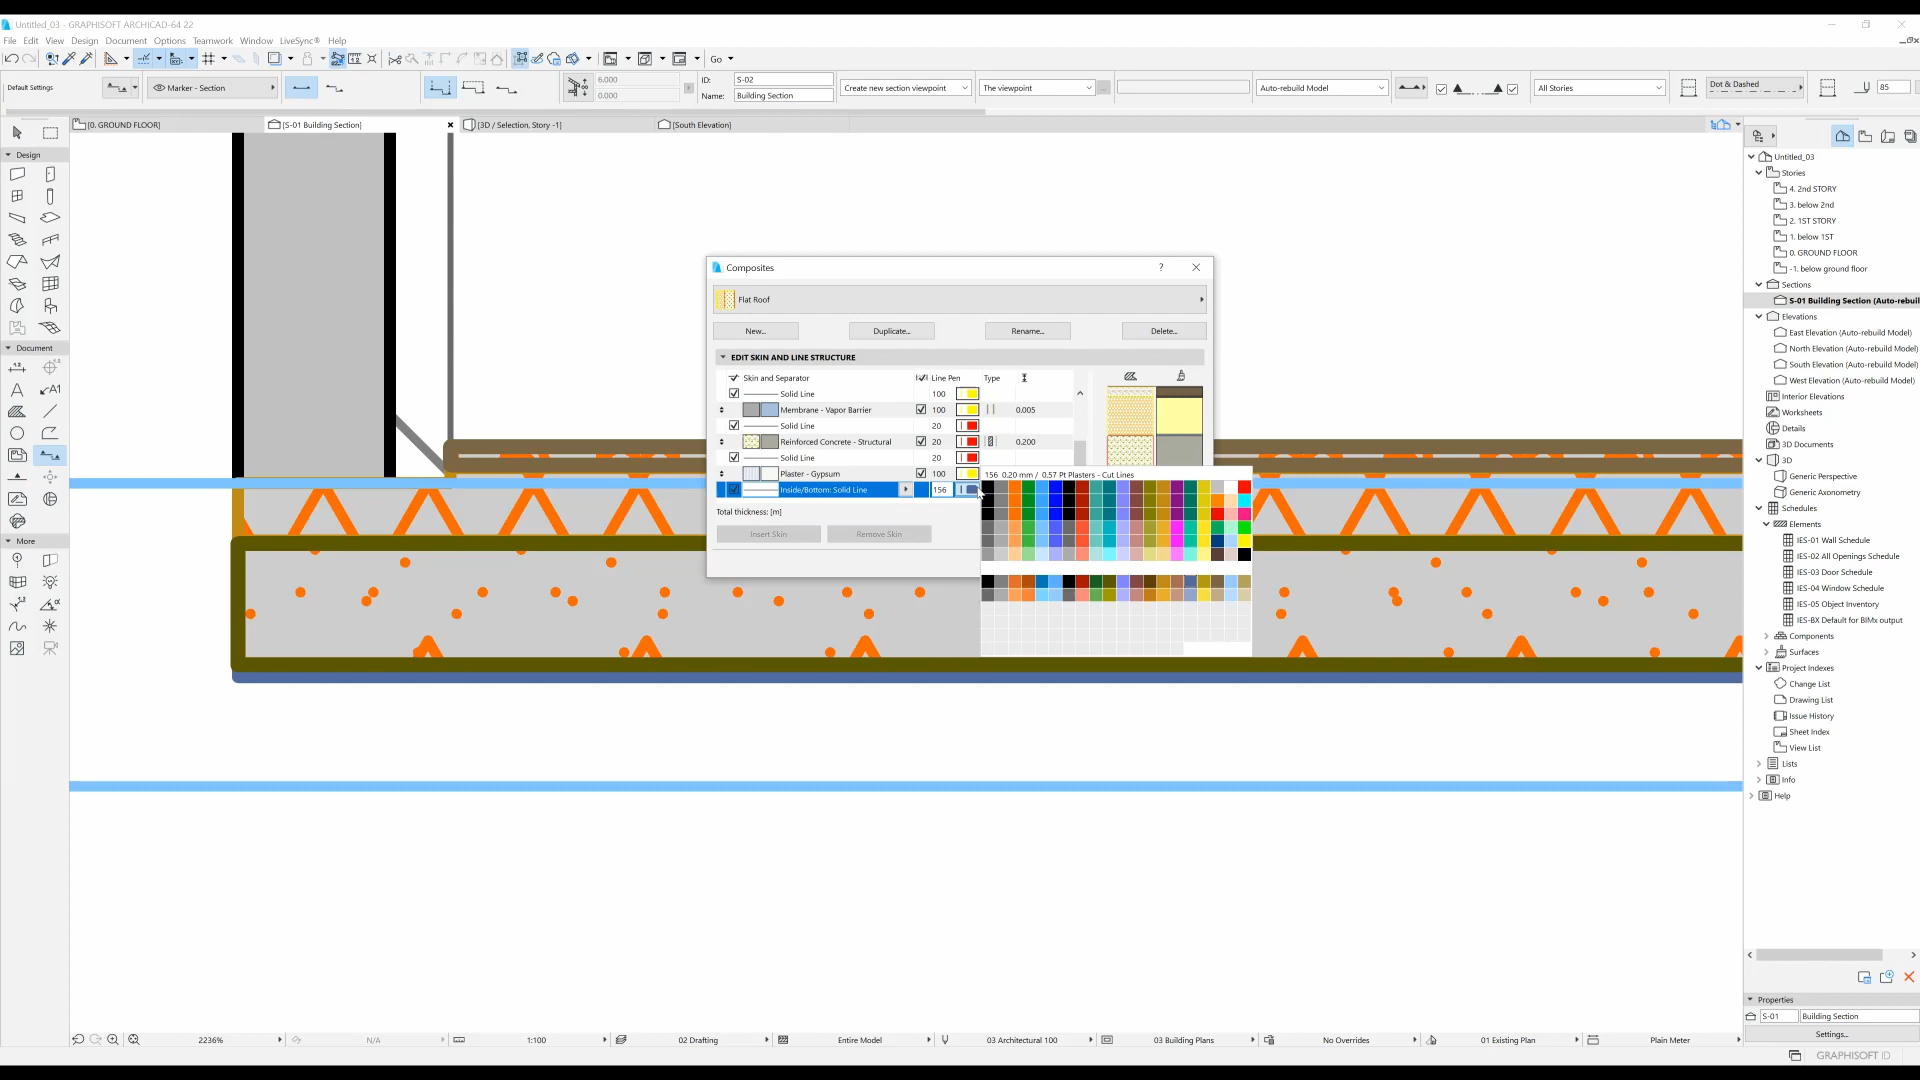 Untitled_03 - GRAPHISOFT ARCHICAD-64 22
File Edit View Design Document Options Teamwork Window LiveSync® Help
Go
Default Settings
Marker - Section
6.000
0.000
ID: S-02
Name: Building Section
Create new section viewpoint
The viewpoint
Auto-rebuild Model
All Stories
Dot & Dashed
85
[0. GROUND FLOOR]
[S-01 Building Section]
[3D / Selection, Story -1]
[South Elevation]
Design
Document
More
Composites
?
Flat Roof
New...
Duplicate...
Rename...
Delete...
EDIT SKIN AND LINE STRUCTURE
Skin and Separator Line Pen Type
Solid Line 100
Membrane - Vapor Barrier 100 0.005
Solid Line 20
Reinforced Concrete - Structural 20 0.200
Solid Line 20
Plaster - Gypsum 100
Inside/Bottom: Solid Line 156
156 0.20 mm / 0.57 Pt Plasters - Cut Lines
Total thickness: [m]
Insert Skin
Remove Skin
Untitled_03
Stories
4. 2nd STORY
3. below 2nd
2. 1ST STORY
1. below 1ST
0. GROUND FLOOR
-1. below ground floor
Sections
S-01 Building Section (Auto-rebuil
Elevations
East Elevation (Auto-rebuild Model)
North Elevation (Auto-rebuild Model)
South Elevation (Auto-rebuild Model)
West Elevation (Auto-rebuild Model)
Interior Elevations
Worksheets
Details
3D Documents
3D
Generic Perspective
Generic Axonometry
Schedules
Elements
IES-01 Wall Schedule
IES-02 All Openings Schedule
IES-03 Door Schedule
IES-04 Window Schedule
IES-05 Object Inventory
IES-BX Default for BIMx output
Components
Surfaces
Project Indexes
Change List
Drawing List
Issue History
Sheet Index
View List
Lists
Info
Help
Properties
S-01
Building Section
Settings...
2236%
N/A
1:100
02 Drafting
Entire Model
03 Architectural 100
03 Building Plans
No Overrides
01 Existing Plan
Plain Meter
GRAPHISOFT ID